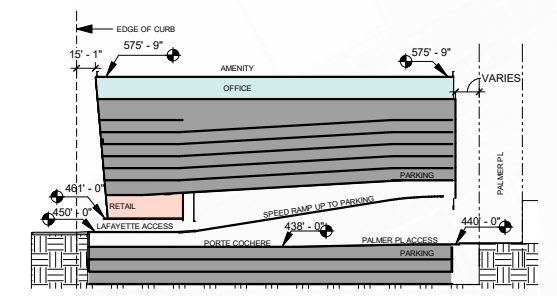 EDGE OF CURB
15' - 1"
575' - 9"
575' - 9"
AMENITY
OFFICE
VARIES
PALMER PL
PARKING
461' - 0"
RETAIL
SPEED RAMP UP TO PARKING
450' - 0"
LAFAYETTE ACCESS
438' - 0"
440' - 0"
PORTE COCHERE
PALMER PL ACCESS
PARKING